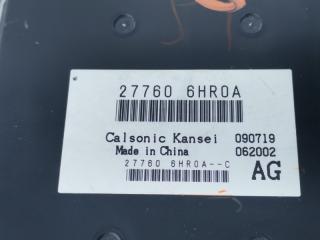 27760 6HR0A
Calsonic Kansei 090719
Made in China 062002
27760 6HR0A--C AG